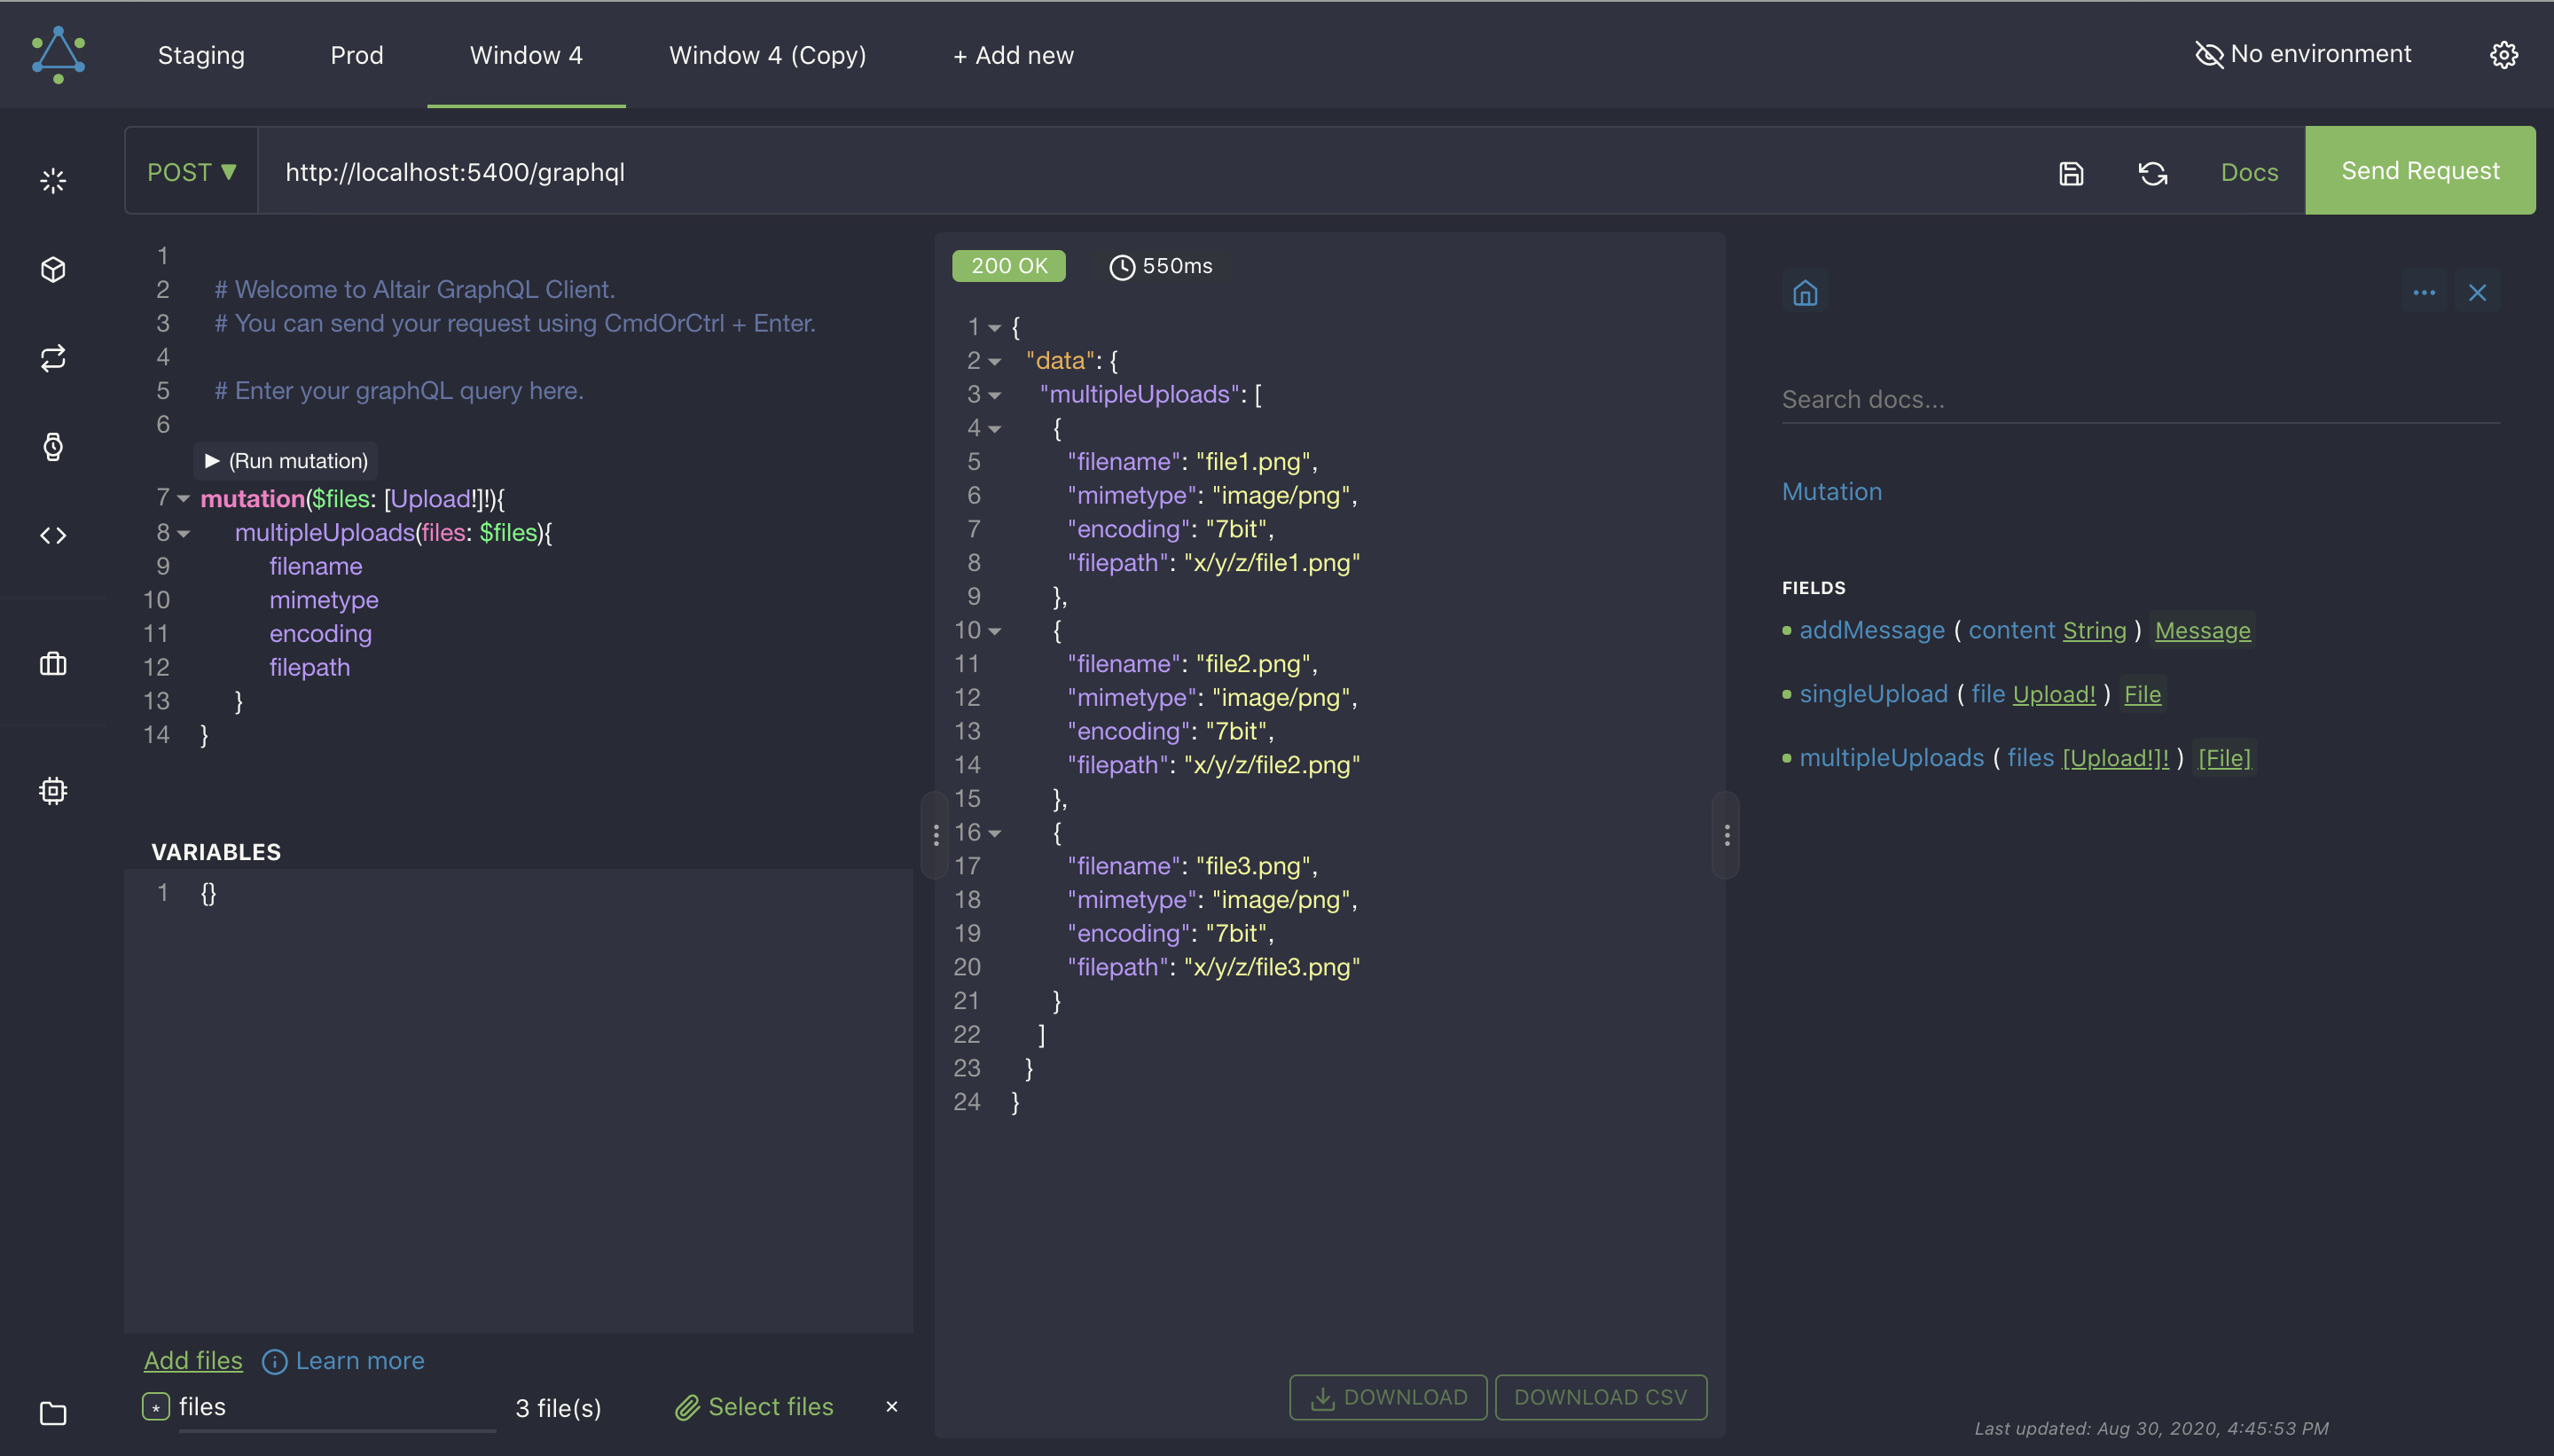 Staging Prod Window 4 Window 4 (Copy) + Add new No environment
POST ▼ http://localhost:5400/graphql Docs Send Request
1
2 # Welcome to Altair GraphQL Client.
3 # You can send your request using CmdOrCtrl + Enter.
4
5 # Enter your graphQL query here.
6
▶ (Run mutation)
7 mutation($files: [Upload!]!){
8 multipleUploads(files: $files){
9 filename
10 mimetype
11 encoding
12 filepath
13 }
14 }
VARIABLES
1 {}
Add files Learn more
* files 3 file(s) Select files ×
200 OK 550ms
1 {
2 "data": {
3 "multipleUploads": [
4 {
5 "filename": "file1.png",
6 "mimetype": "image/png",
7 "encoding": "7bit",
8 "filepath": "x/y/z/file1.png"
9 },
10 {
11 "filename": "file2.png",
12 "mimetype": "image/png",
13 "encoding": "7bit",
14 "filepath": "x/y/z/file2.png"
15 },
16 {
17 "filename": "file3.png",
18 "mimetype": "image/png",
19 "encoding": "7bit",
20 "filepath": "x/y/z/file3.png"
21 }
22 ]
23 }
24 }
DOWNLOAD DOWNLOAD CSV
Search docs...
Mutation
FIELDS
addMessage ( content String ) Message
singleUpload ( file Upload! ) File
multipleUploads ( files [Upload!]! ) [File]
Last updated: Aug 30, 2020, 4:45:53 PM